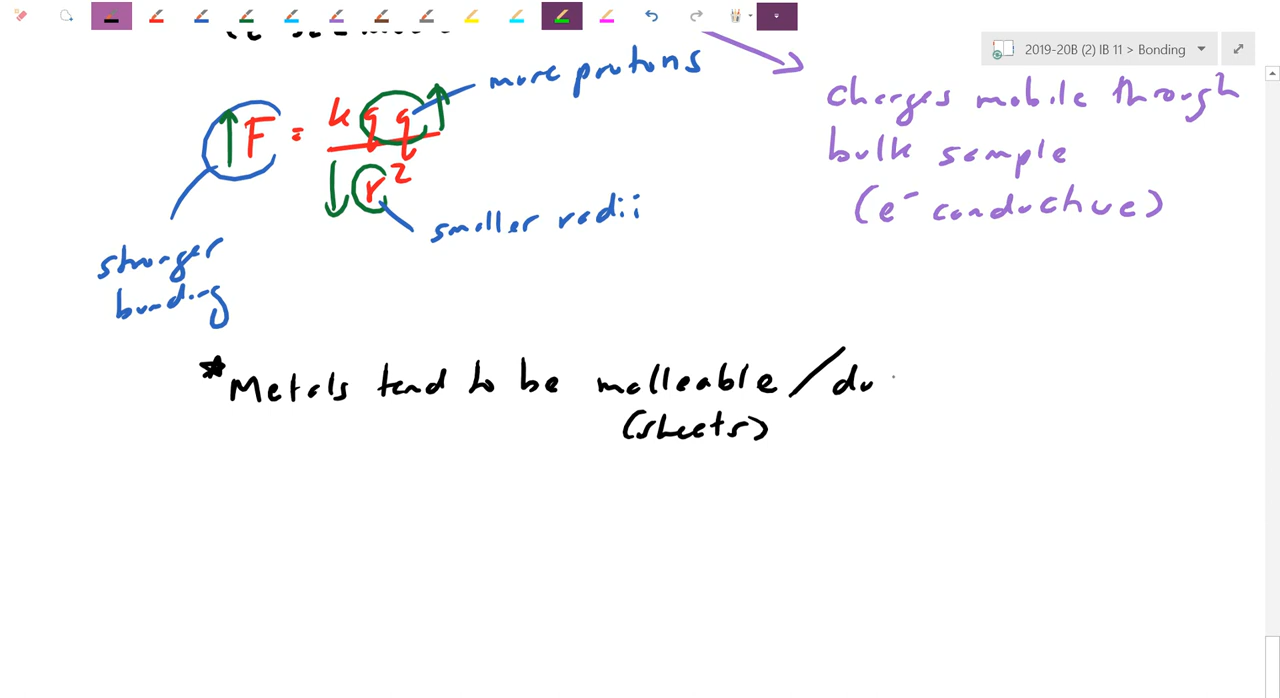 2019-20B (2) IB 11 > Bonding
more protons
↑F = kqq↑
↓r²
smaller radii
stronger
bonding
charges mobile through
bulk sample
(e⁻ conductive)
*Metals tend to be malleable/du
(sheets)